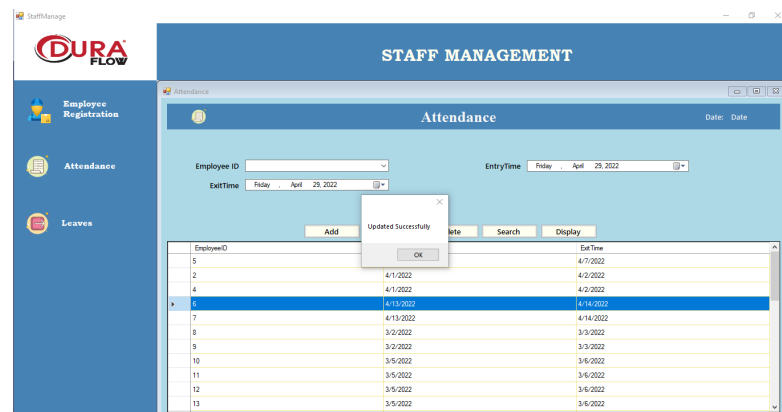 StaffManage
DURA
FLOW
STAFF MANAGEMENT
Employee
Registration
Attendance
Leaves
Attendance
Attendance
Date: Date
Employee ID
EntryTime Friday , April 29, 2022
ExitTime Friday , April 29, 2022
Updated Successfully
OK
Add lete Search Display
EmployeeID ExitTime
5 4/7/2022
2 4/1/2022 4/2/2022
4 4/1/2022 4/2/2022
6 4/13/2022 4/14/2022
7 4/13/2022 4/14/2022
8 3/2/2022 3/3/2022
9 3/2/2022 3/3/2022
10 3/5/2022 3/6/2022
11 3/5/2022 3/6/2022
12 3/5/2022 3/6/2022
13 3/5/2022 3/6/2022